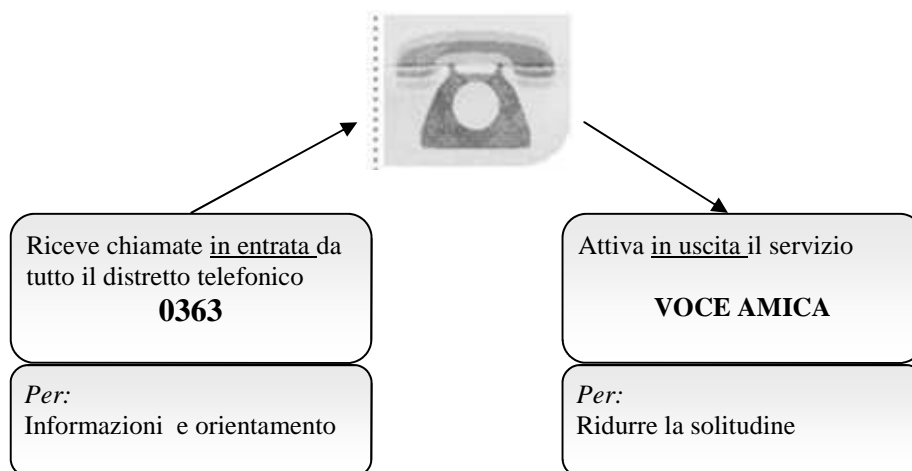 Riceve chiamate in entrata da
tutto il distretto telefonico
0363
Per:
Informazioni e orientamento
Attiva in uscita il servizio
VOCE AMICA
Per:
Ridurre la solitudine